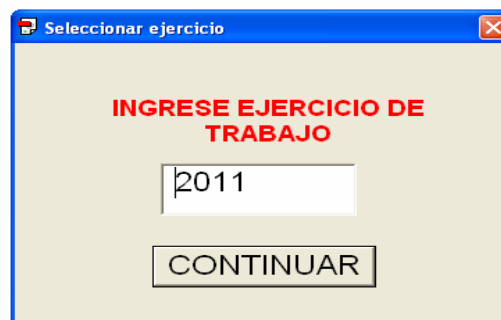 Seleccionar ejercicio
INGRESE EJERCICIO DE
TRABAJO
2011
CONTINUAR